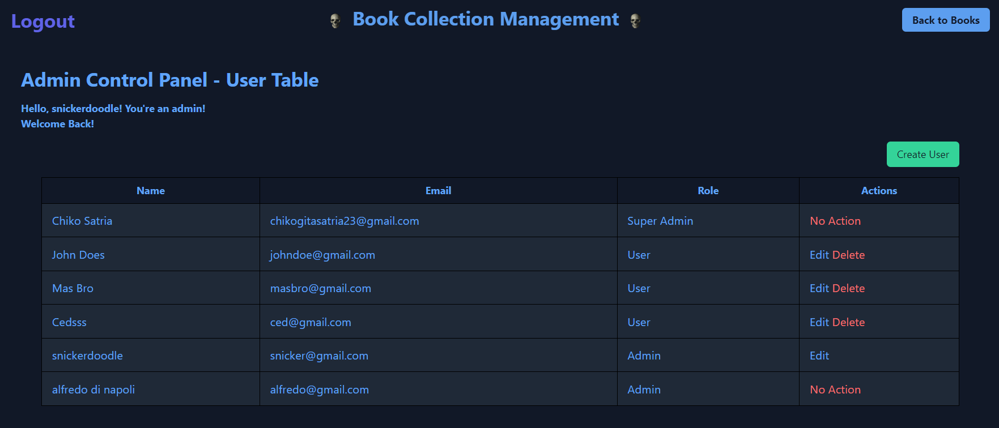 Logout
Book Collection Management
Back to Books
Admin Control Panel - User Table
Hello, snickerdoodle! You're an admin!
Welcome Back!
Create User
Name Email Role Actions
Chiko Satria chikogitasatria23@gmail.com Super Admin No Action
John Does johndoe@gmail.com User Edit Delete
Mas Bro masbro@gmail.com User Edit Delete
Cedsss ced@gmail.com User Edit Delete
snickerdoodle snicker@gmail.com Admin Edit
alfredo di napoli alfredo@gmail.com Admin No Action